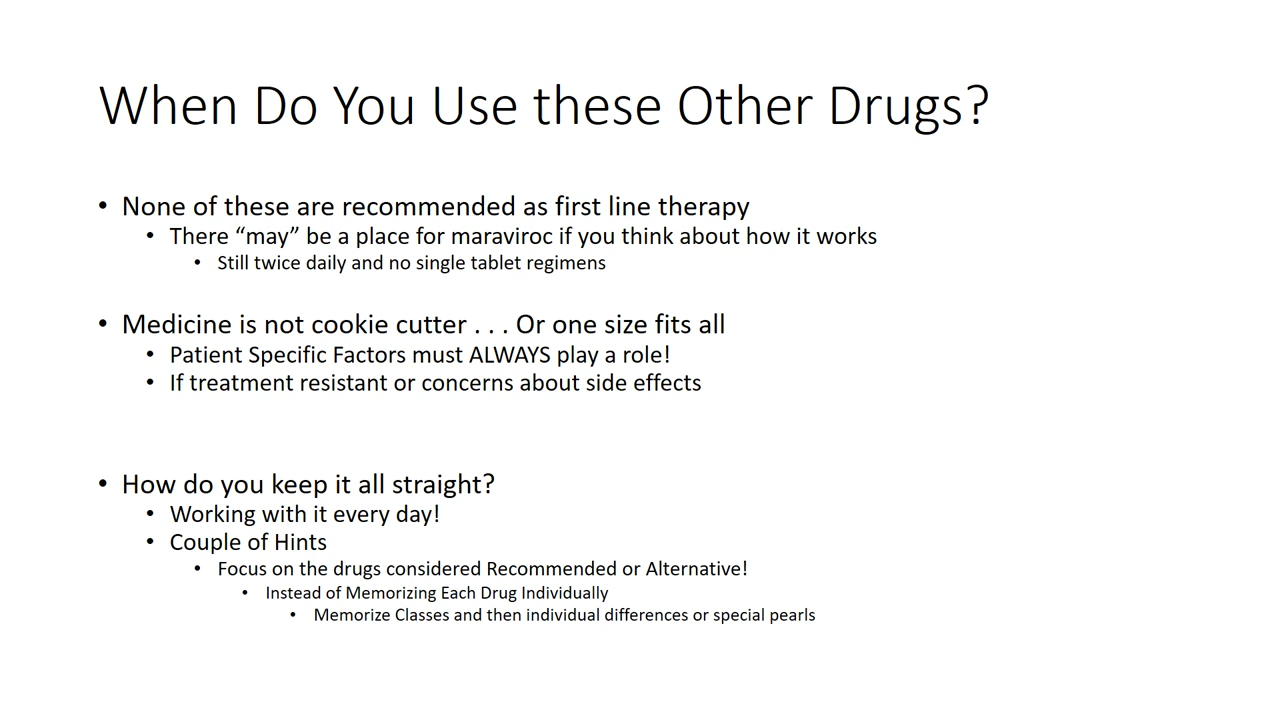 When Do You Use these Other Drugs?
• None of these are recommended as first line therapy
• There “may” be a place for maraviroc if you think about how it works
• Still twice daily and no single tablet regimens
• Medicine is not cookie cutter . . . Or one size fits all
• Patient Specific Factors must ALWAYS play a role!
• If treatment resistant or concerns about side effects
• How do you keep it all straight?
• Working with it every day!
• Couple of Hints
• Focus on the drugs considered Recommended or Alternative!
• Instead of Memorizing Each Drug Individually
• Memorize Classes and then individual differences or special pearls